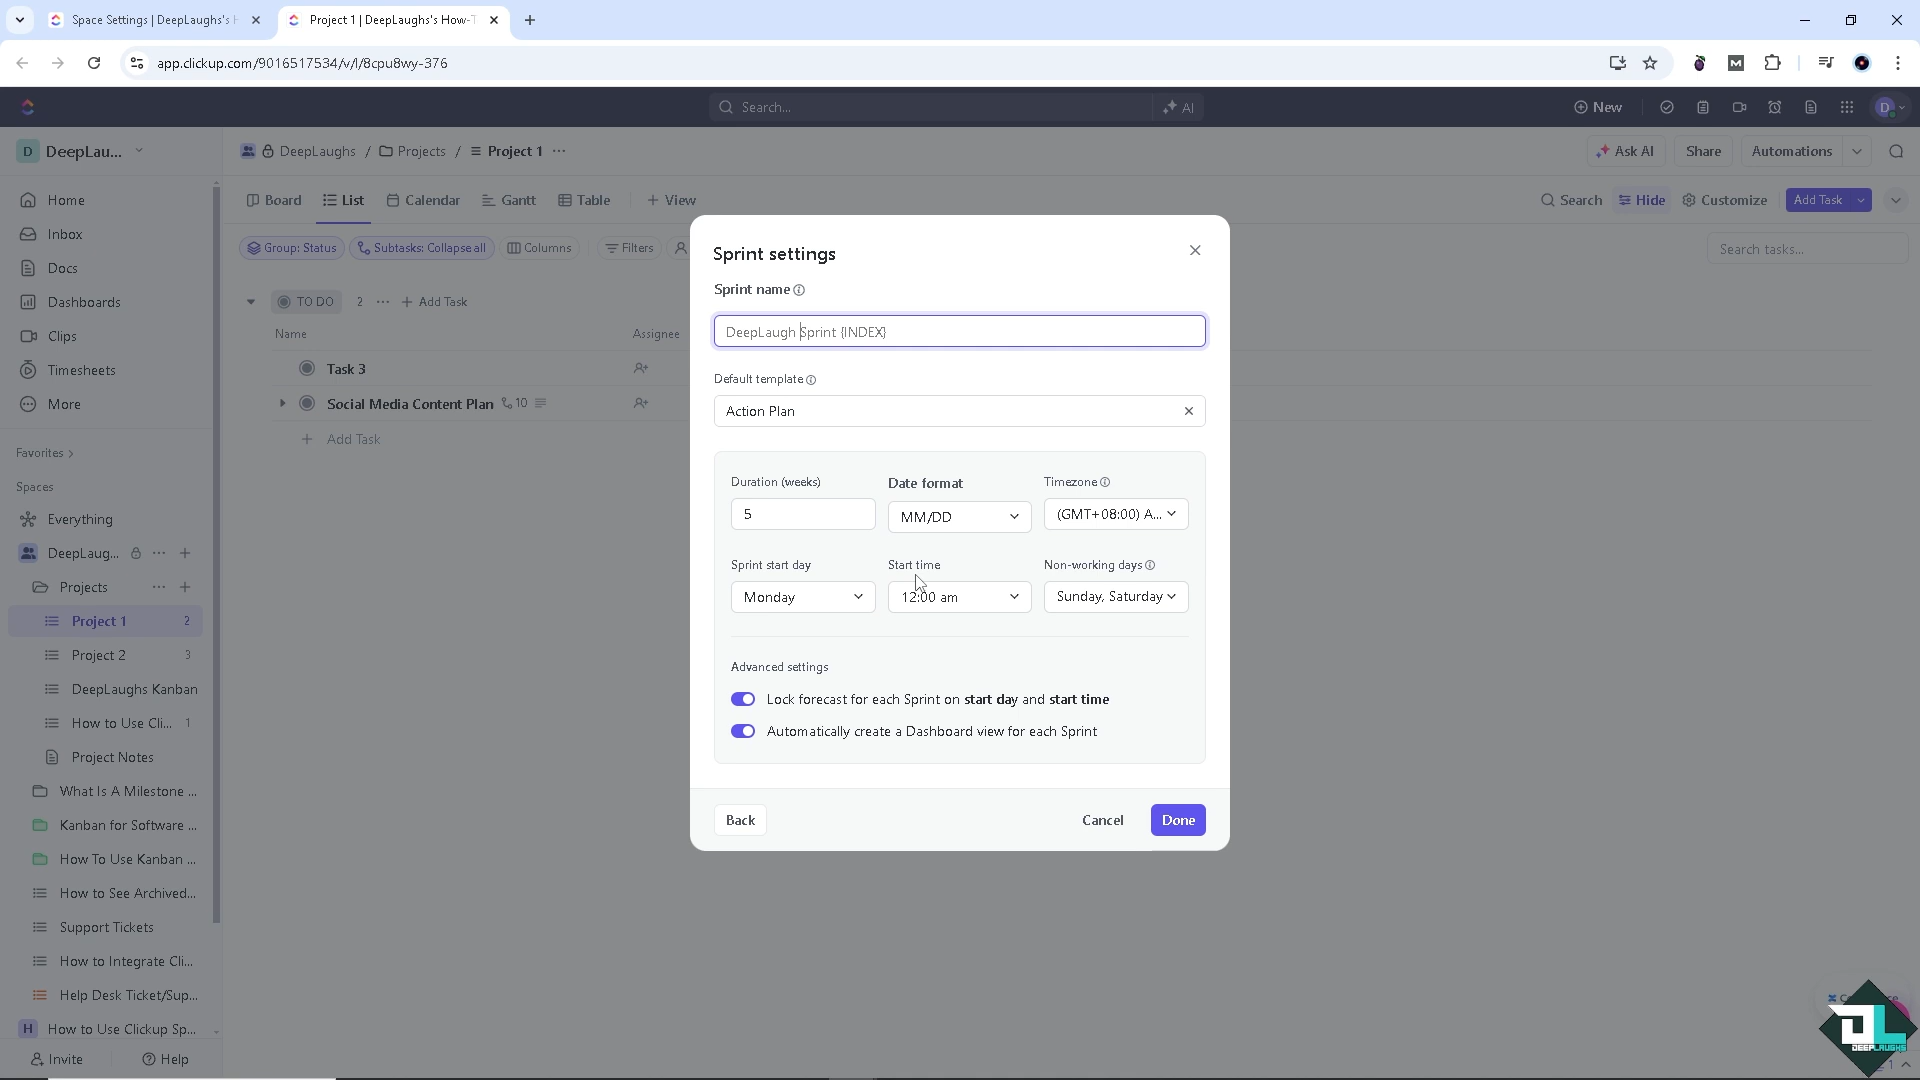 Space Settings | DeepLaughs's H
Project 1 | DeepLaughs's How-T
app.clickup.com/9016517534/v/l/8cpu8wy-376
Search...
AI
New
D
D DeepLau...
DeepLaughs / Projects / Project 1 ...
Ask AI
Share
Automations
Home
Inbox
Docs
Dashboards
Clips
Timesheets
More
Favorites
Spaces
Everything
DeepLaug...
Projects
Project 1 2
Project 2 3
DeepLaughs Kanban
How to Use Cli... 1
Project Notes
What Is A Milestone ...
Kanban for Software ...
How To Use Kanban ...
How to See Archived...
Support Tickets
How to Integrate Cli...
Help Desk Ticket/Sup...
H How to Use Clickup Sp...
Invite
Help
Board
List
Calendar
Gantt
Table
+ View
Search
Hide
Customize
Add Task
Group: Status
Subtasks: Collapse all
Columns
Filters
Search tasks...
TO DO 2 ... + Add Task
Name
Assignee
Task 3
Social Media Content Plan 10
+ Add Task
Sprint settings
Sprint name
DeepLaugh Sprint {INDEX}
Default template
Action Plan
Duration (weeks)
Date format
Timezone
5
MM/DD
(GMT+08:00) A...
Sprint start day
Start time
Non-working days
Monday
12:00 am
Sunday, Saturday
Advanced settings
Lock forecast for each Sprint on start day and start time
Automatically create a Dashboard view for each Sprint
Back
Cancel
Done
DL
DEEPLAUGHS